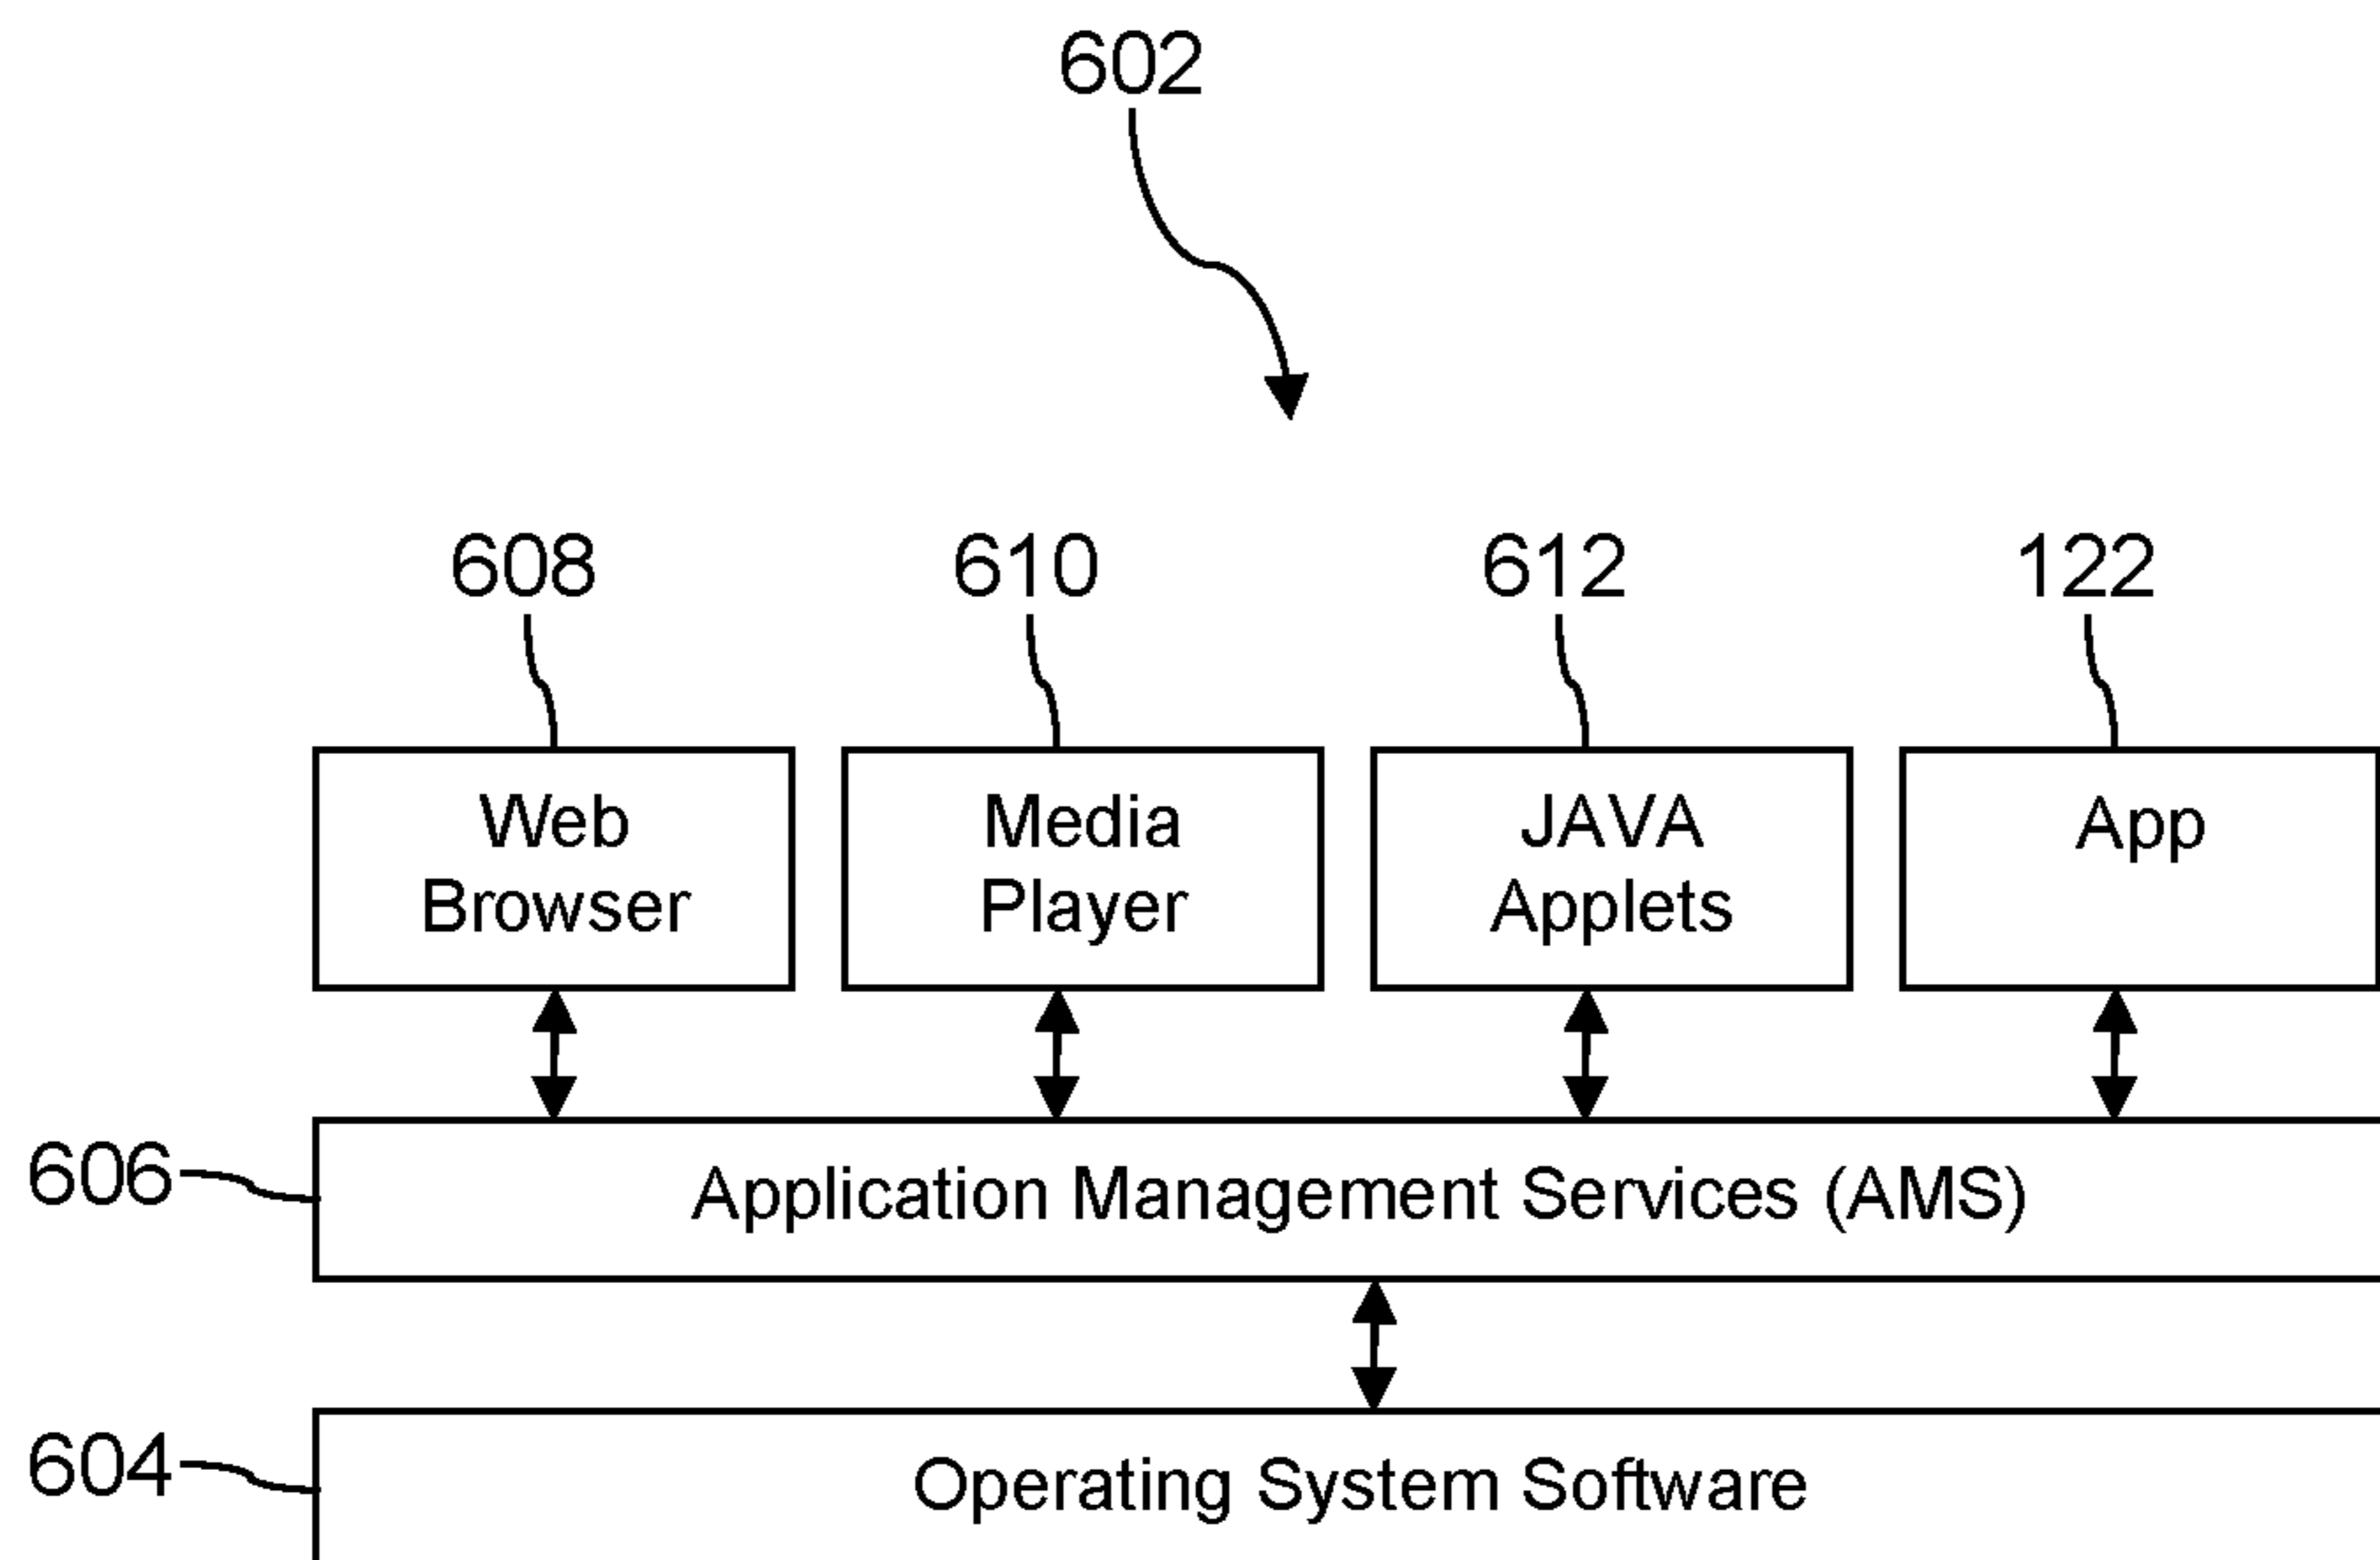 602
608 610 612 122
Web Browser
Media Player
JAVA Applets
App
606 Application Management Services (AMS)
604 Operating System Software